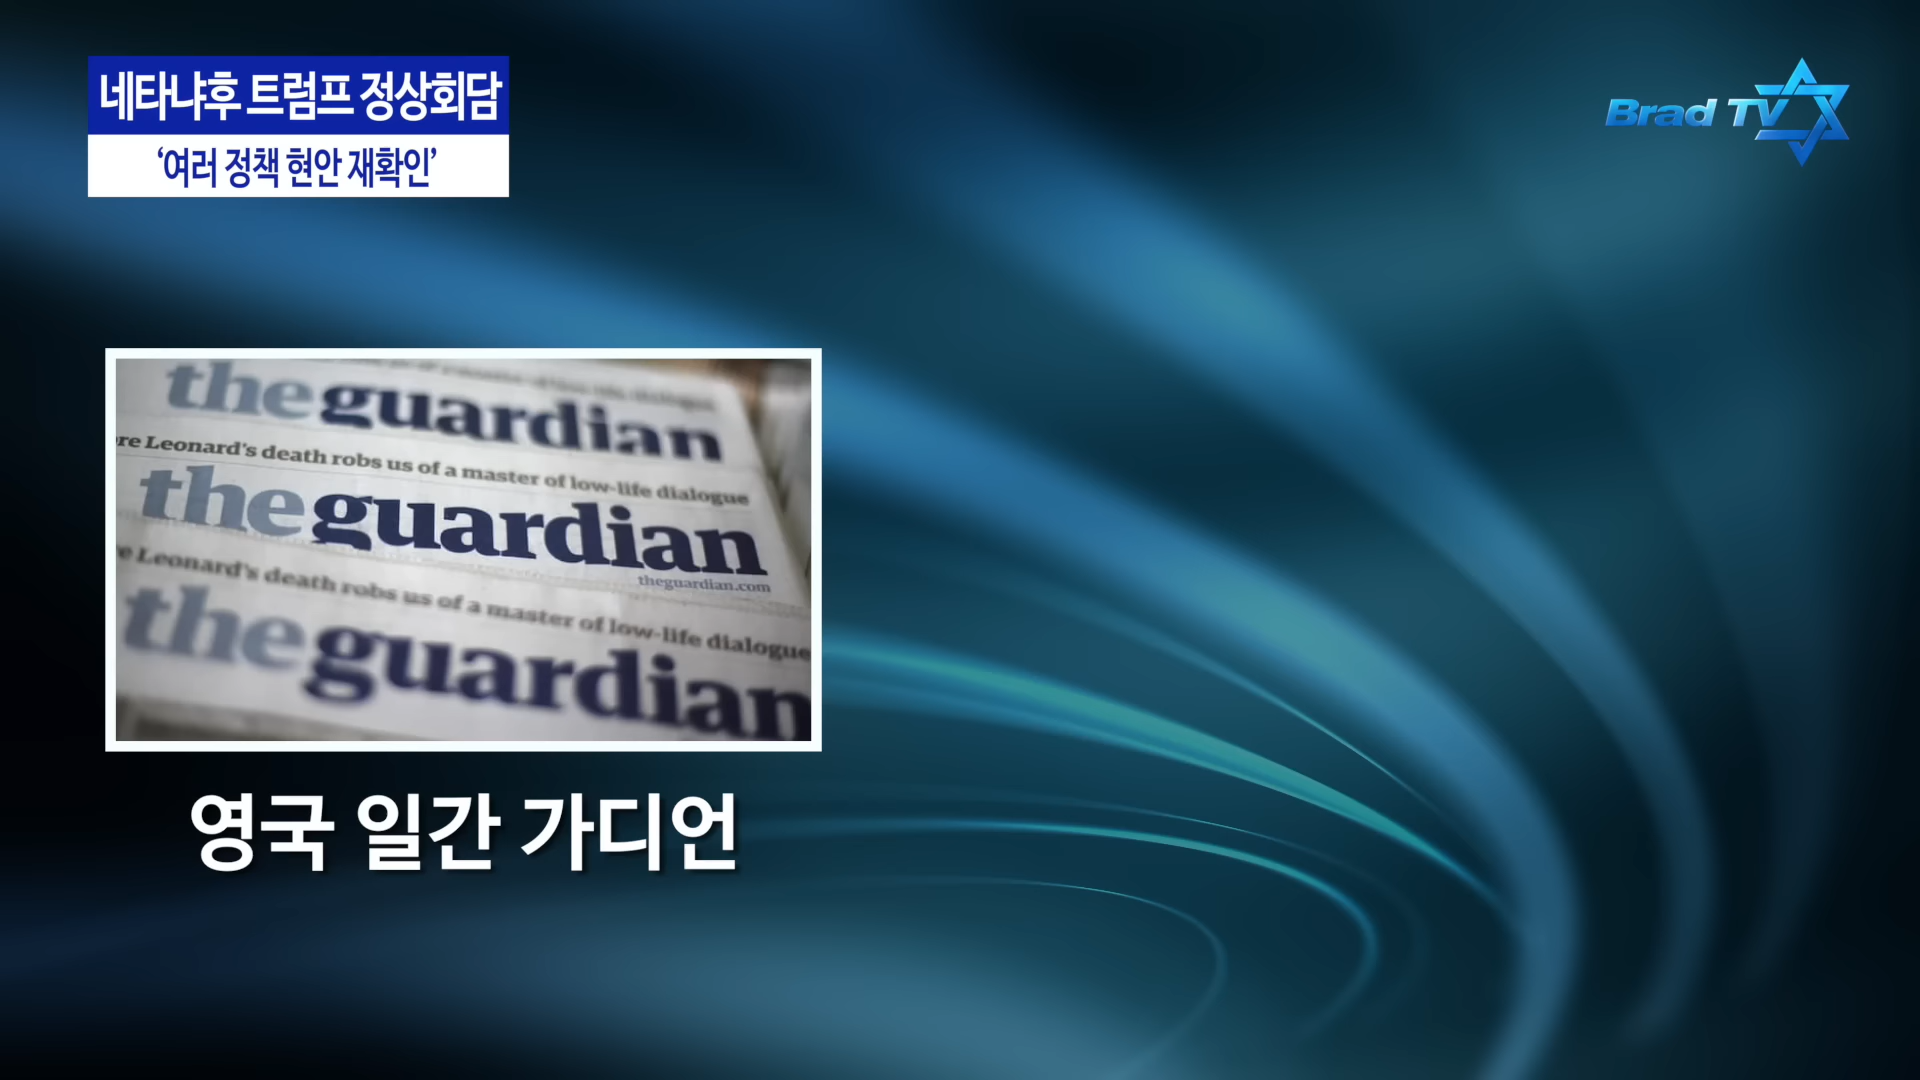 네타냐후 트럼프 정상회담
‘여러 정책 현안 재확인’
Brad TV
the guardian
re Leonard's death robs us of a master of low-life dialogue
the guardian
theguardian.com
e Leonard's death robs us of a master of low-life dialogue
the guardian
영국 일간 가디언